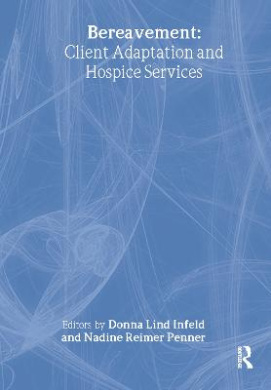 Bereavement:
Client Adaptation and
Hospice Services
Editors by Donna Lind Infeld
and Nadine Reimer Penner
R
Routledge